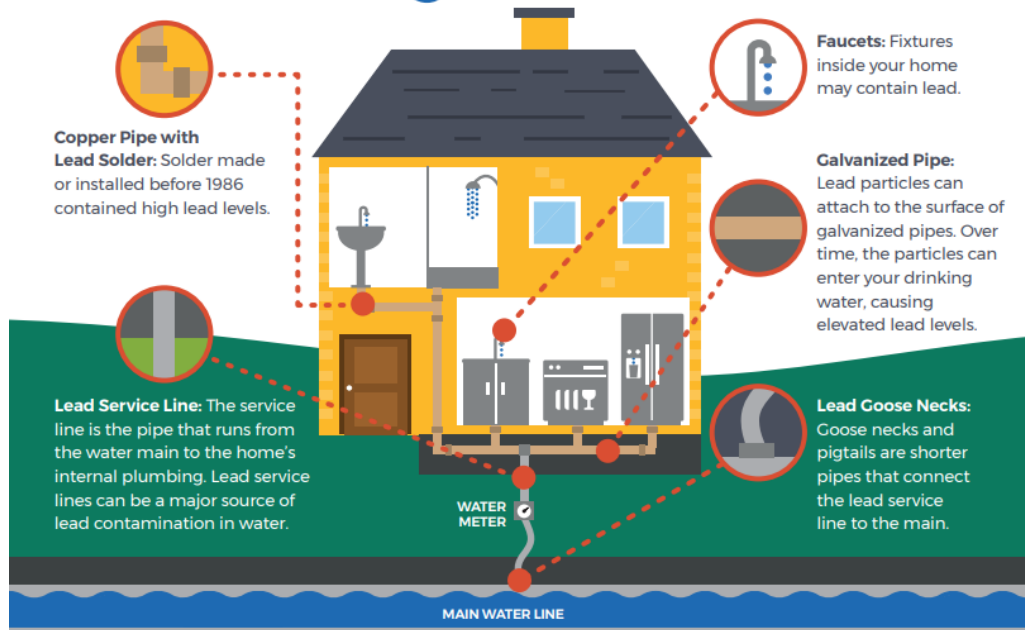 Copper Pipe with
Lead Solder: Solder made
or installed before 1986
contained high lead levels.
Lead Service Line: The service
line is the pipe that runs from
the water main to the home's
internal plumbing. Lead service
lines can be a major source of
lead contamination in water.
Faucets: Fixtures
inside your home
may contain lead.
Galvanized Pipe:
Lead particles can
attach to the surface of
galvanized pipes. Over
time, the particles can
enter your drinking
water, causing
elevated lead levels.
Lead Goose Necks:
Goose necks and
pigtails are shorter
pipes that connect
the lead service
line to the main.
WATER
METER
MAIN WATER LINE